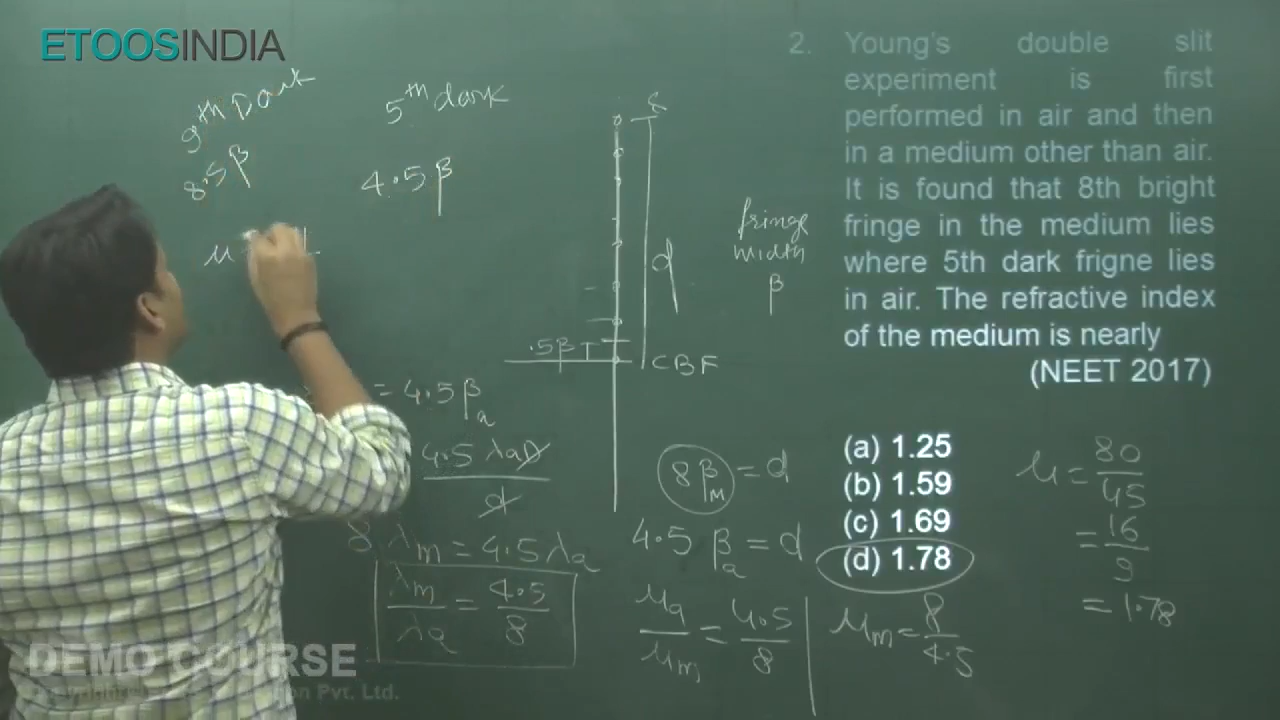 ETOOSINDIA
9th Dark
8.5β
μ
5th dark
4.5β
d
.5β
CBF
fringe
width
β
= 4.5 βa
4.5 λaD
d
8 λm = 4.5 λa
λm/λa = 4.5/8
8βM = d
4.5 βa = d
μa/μm = 4.5/8
μm = 8/4.5
2. Young's double slit
experiment is first
performed in air and then
in a medium other than air.
It is found that 8th bright
fringe in the medium lies
where 5th dark frigne lies
in air. The refractive index
of the medium is nearly
(NEET 2017)
(a) 1.25
(b) 1.59
(c) 1.69
(d) 1.78
μ = 80/45
= 16/9
= 1.78
DEMO COURSE
Pvt. Ltd.